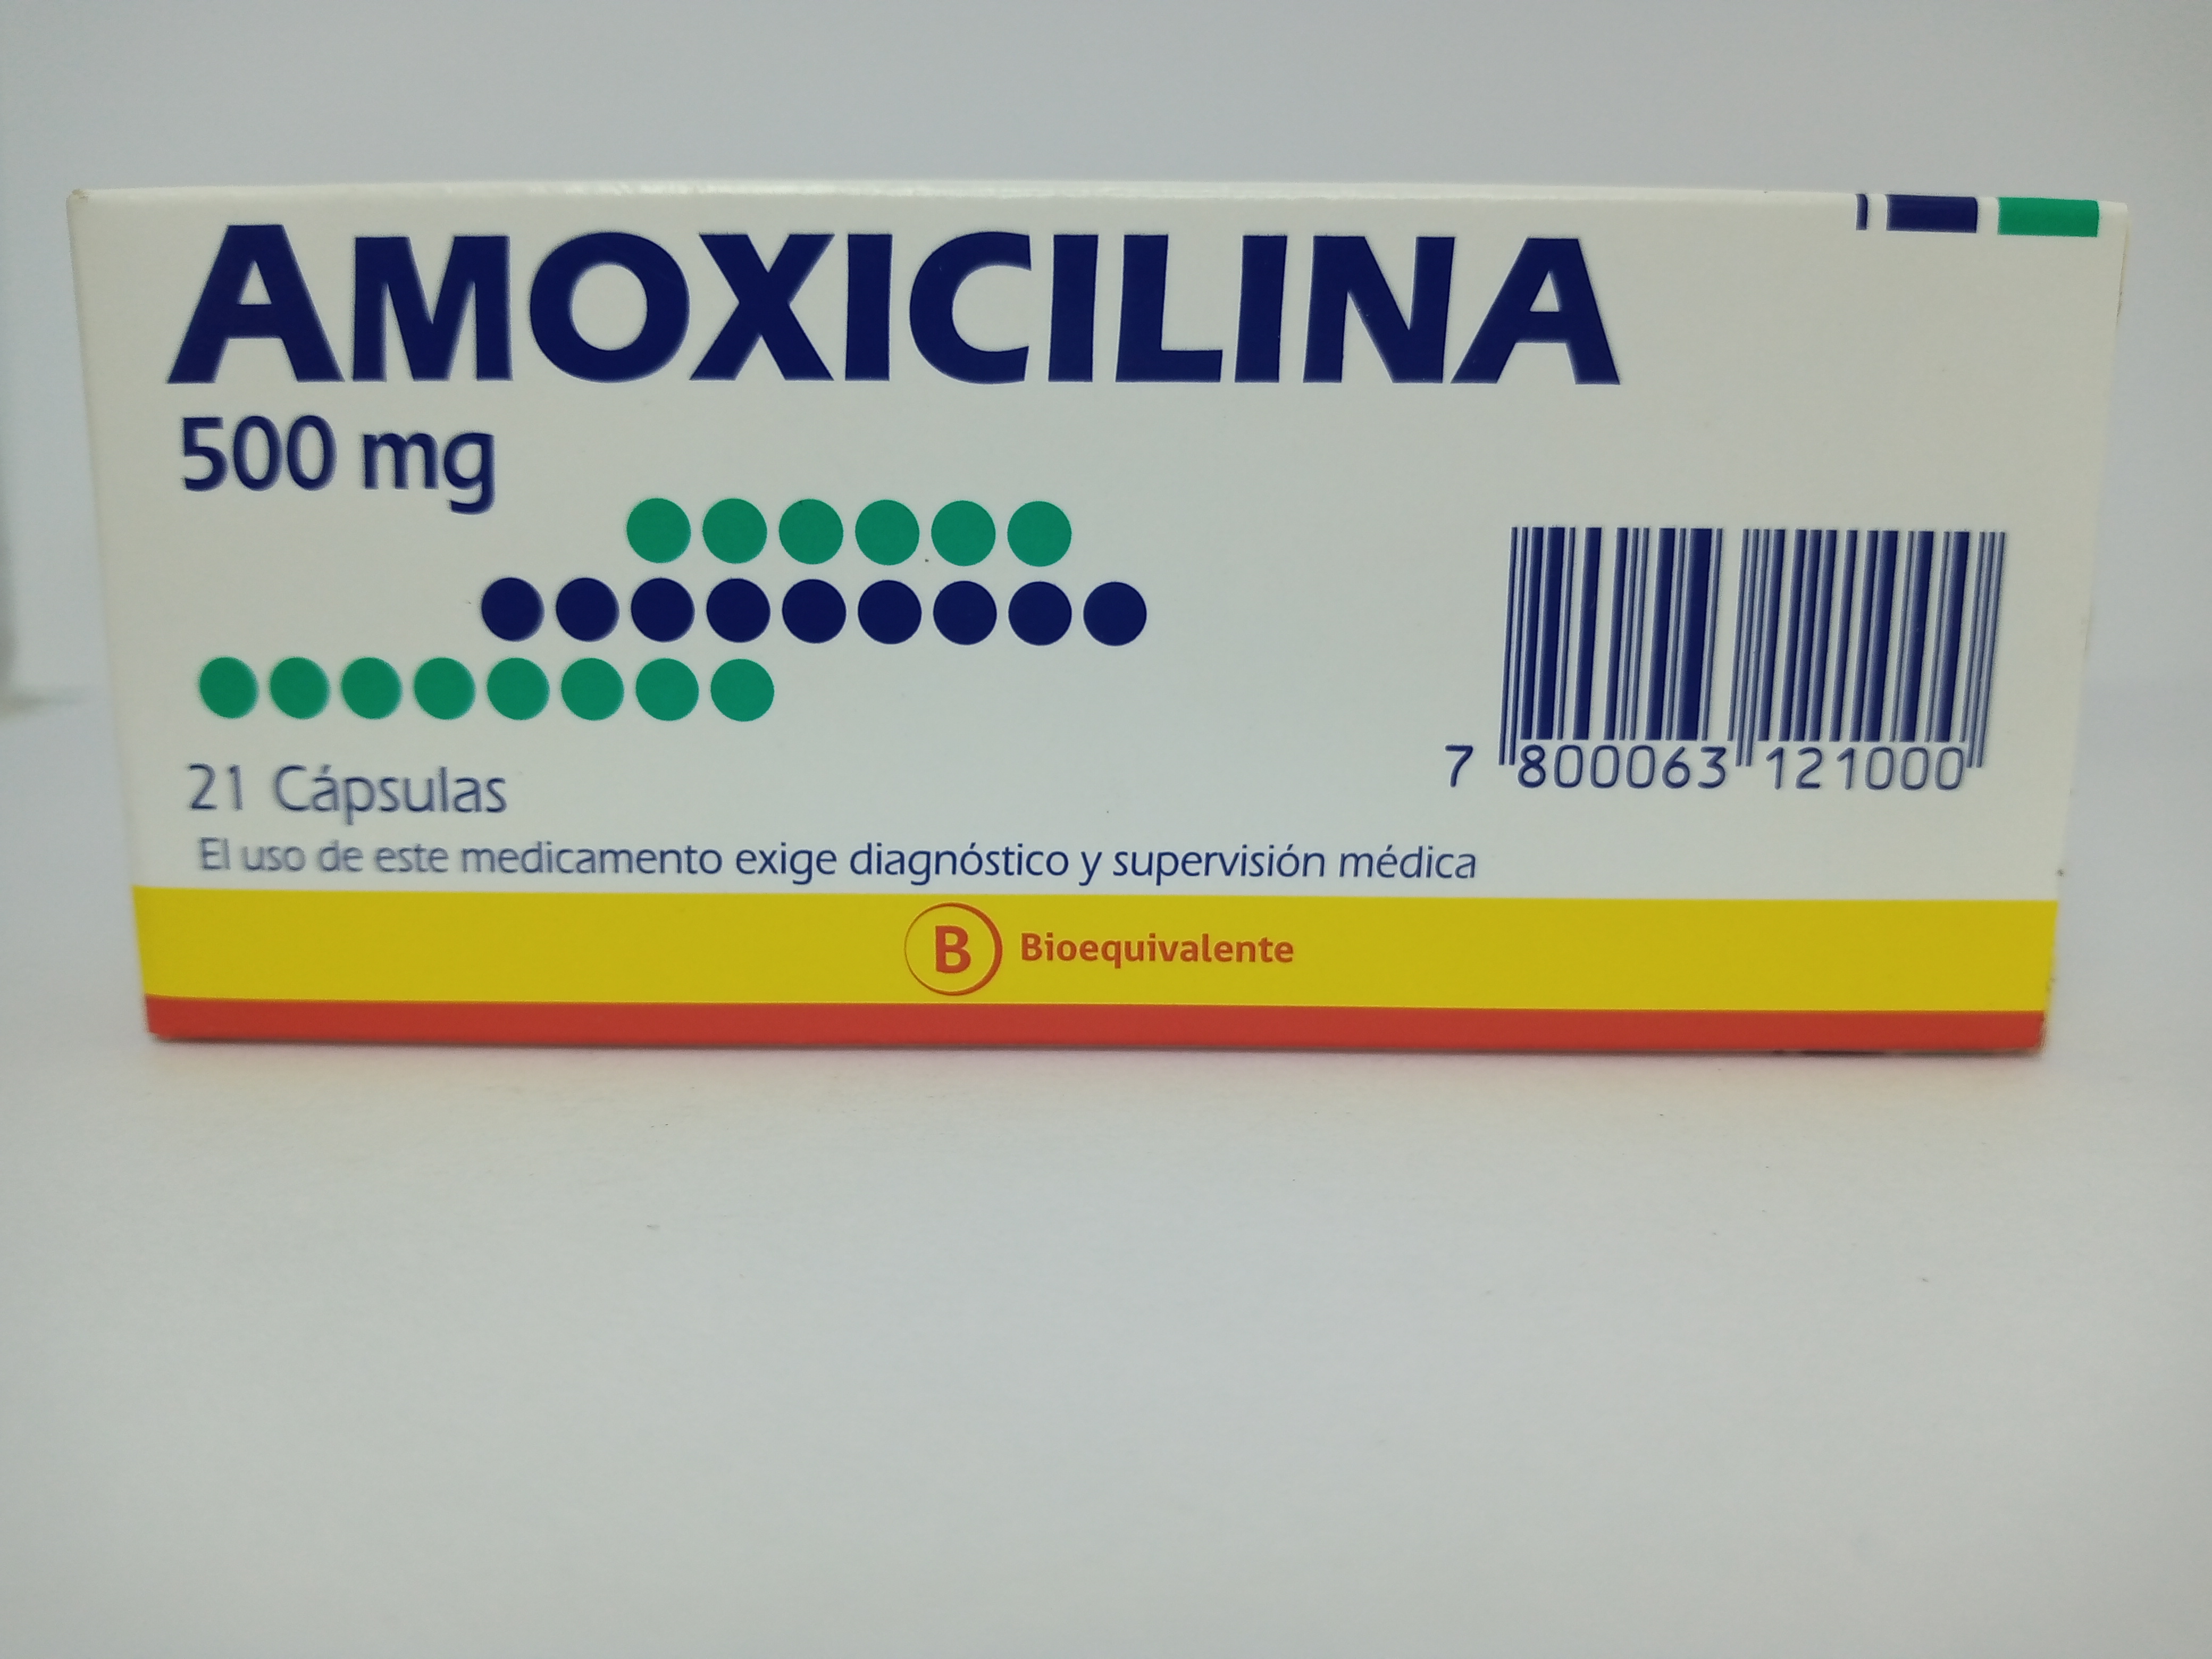 AMOXICILINA
500 mg
21 Cápsulas
7 800063 121000
El uso de este medicamento exige diagnóstico y supervisión médica
B Bioequivalente